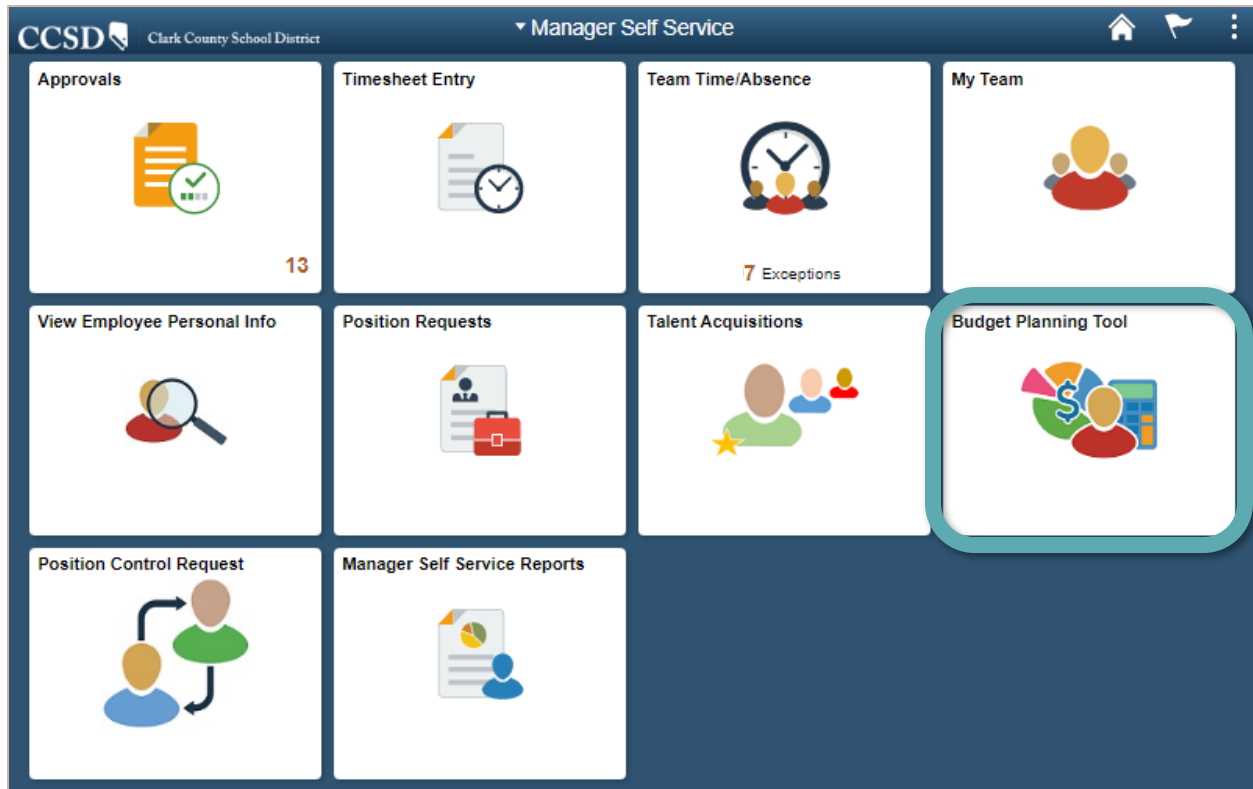 CCSD Clark County School District
Manager Self Service
Approvals
Timesheet Entry
Team Time/Absence
My Team
13
7 Exceptions
View Employee Personal Info
Position Requests
Talent Acquisitions
Budget Planning Tool
$
Position Control Request
Manager Self Service Reports